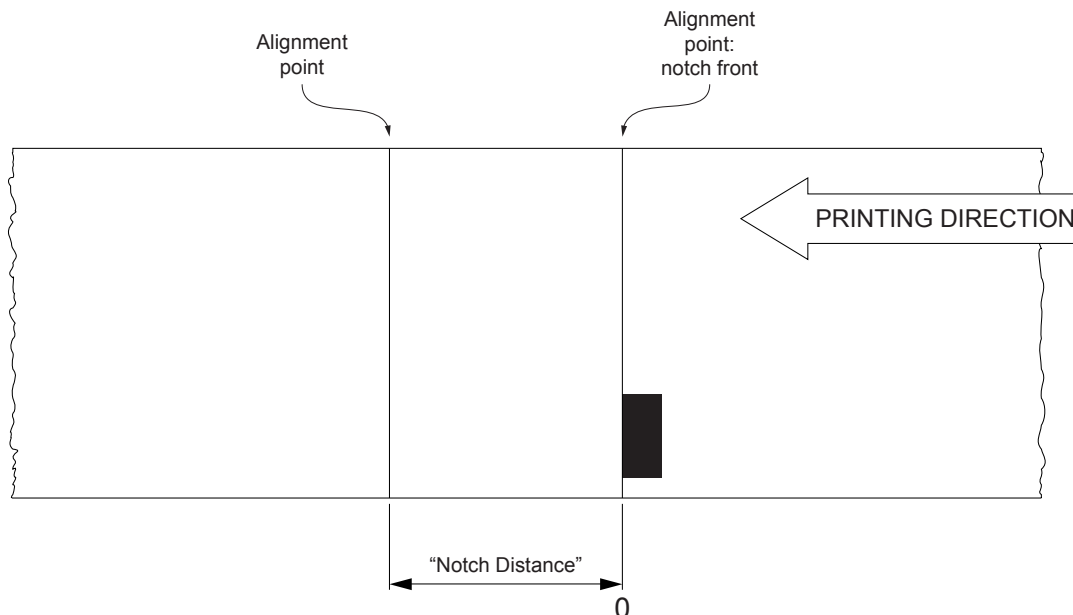 Alignment
point
Alignment
point:
notch front
PRINTING DIRECTION
“Notch Distance”
0